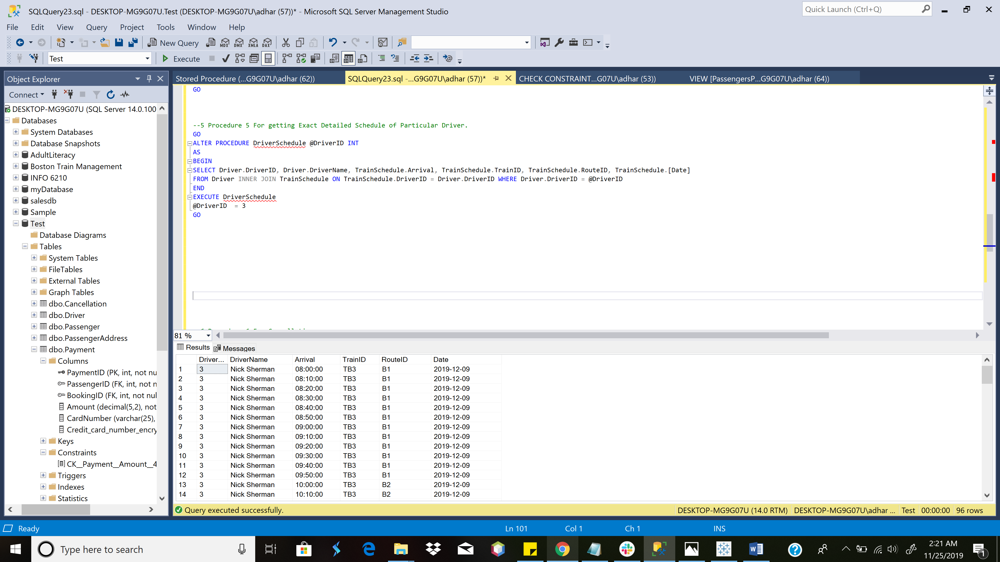 SQLQuery23.sql - DESKTOP-MG9G07U.Test (DESKTOP-MG9G07U\adhar (57))* - Microsoft SQL Server Management Studio
Quick Launch (Ctrl+Q)
File Edit View Query Project Tools Window Help
New Query MDX DMX XMLA DAX
Test Execute
Object Explorer
Connect
DESKTOP-MG9G07U (SQL Server 14.0.100
Databases
System Databases
Database Snapshots
AdultLiteracy
Boston Train Management
INFO 6210
myDatabase
salesdb
Sample
Test
Database Diagrams
Tables
System Tables
FileTables
External Tables
Graph Tables
dbo.Cancellation
dbo.Driver
dbo.Passenger
dbo.PassengerAddress
dbo.Payment
Columns
PaymentID (PK, int, not nu
PassengerID (FK, int, not n
BookingID (FK, int, not nul
Amount (decimal(5,2), not
CardNumber (varchar(25),
Credit_card_number_encry
Keys
Constraints
CK__Payment__Amount__4
Triggers
Indexes
Statistics
Stored Procedure (...G9G07U\adhar (62)) SQLQuery23.sql -...G9G07U\adhar (57))* CHECK CONSTRAINT...G07U\adhar (53)) VIEW [PassengersP...G9G07U\adhar (64))
GO
--5 Procedure 5 For getting Exact Detailed Schedule of Particular Driver.
GO
ALTER PROCEDURE DriverSchedule @DriverID INT
AS
BEGIN
SELECT Driver.DriverID, Driver.DriverName, TrainSchedule.Arrival, TrainSchedule.TrainID, TrainSchedule.RouteID, TrainSchedule.[Date]
FROM Driver INNER JOIN TrainSchedule ON TrainSchedule.DriverID = Driver.DriverID WHERE Driver.DriverID = @DriverID
END
EXECUTE DriverSchedule
@DriverID  = 3
GO
81 %
Results Messages
Driver... DriverName Arrival TrainID RouteID Date
1 3 Nick Sherman 08:00:00 TB3 B1 2019-12-09
2 3 Nick Sherman 08:10:00 TB3 B1 2019-12-09
3 3 Nick Sherman 08:20:00 TB3 B1 2019-12-09
4 3 Nick Sherman 08:30:00 TB3 B1 2019-12-09
5 3 Nick Sherman 08:40:00 TB3 B1 2019-12-09
6 3 Nick Sherman 08:50:00 TB3 B1 2019-12-09
7 3 Nick Sherman 09:00:00 TB3 B1 2019-12-09
8 3 Nick Sherman 09:10:00 TB3 B1 2019-12-09
9 3 Nick Sherman 09:20:00 TB3 B1 2019-12-09
10 3 Nick Sherman 09:30:00 TB3 B1 2019-12-09
11 3 Nick Sherman 09:40:00 TB3 B1 2019-12-09
12 3 Nick Sherman 09:50:00 TB3 B1 2019-12-09
13 3 Nick Sherman 10:00:00 TB3 B2 2019-12-09
14 3 Nick Sherman 10:10:00 TB3 B2 2019-12-09
Query executed successfully. DESKTOP-MG9G07U (14.0 RTM) DESKTOP-MG9G07U\adhar ... Test 00:00:00 96 rows
Ready Ln 101 Col 1 Ch 1 INS
Type here to search
2:21 AM
11/25/2019
1